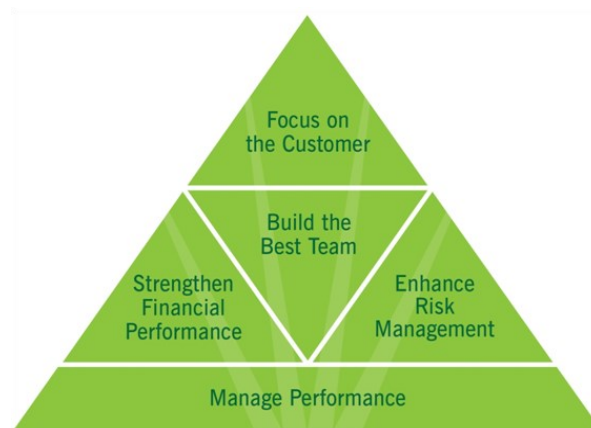 Focus on
the Customer
Build the
Best Team
Strengthen
Financial
Performance
Enhance
Risk
Management
Manage Performance